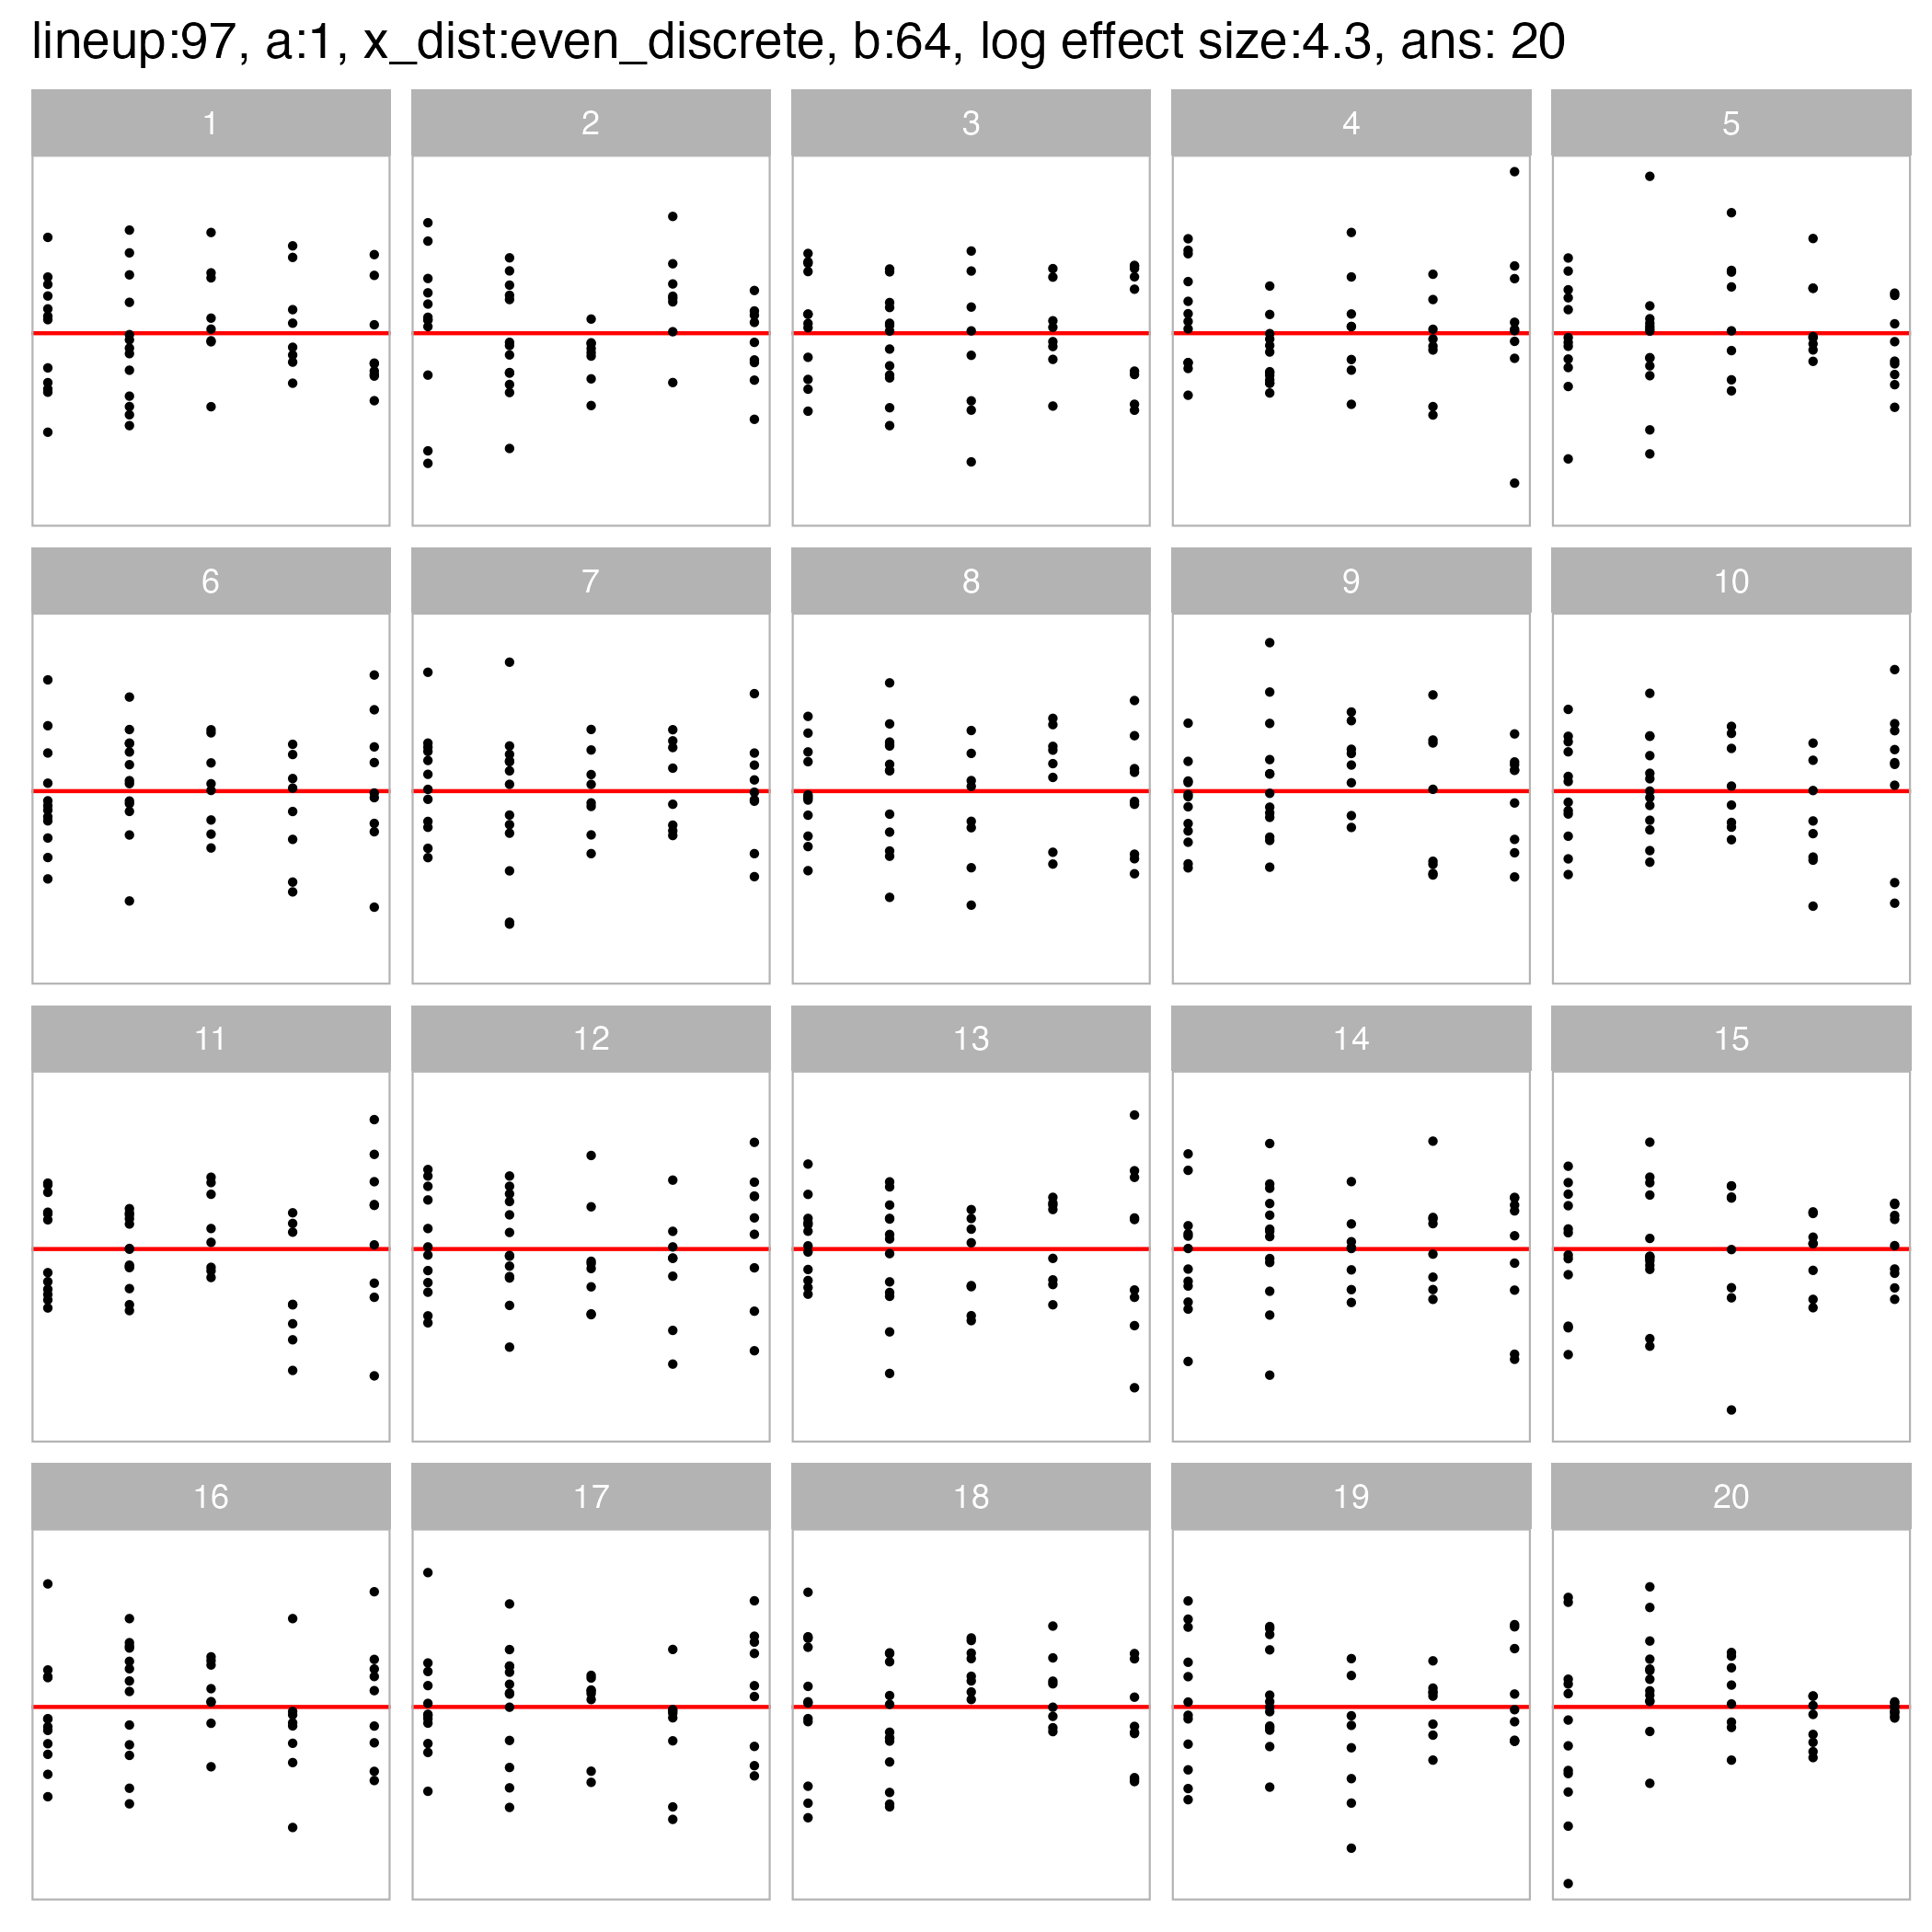 lineup:97, a:1, x_dist:even_discrete, b:64, log effect size:4.3, ans: 20
1 2 3 4 5
6 7 8 9 10
11 12 13 14 15
16 17 18 19 20